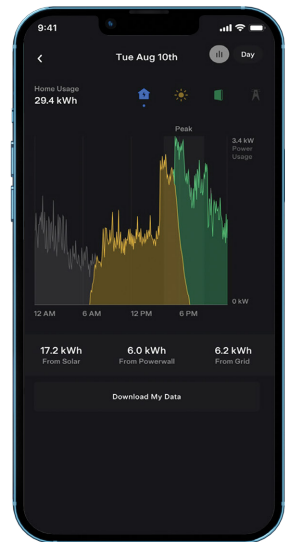 9:41
Tue Aug 10th
Day
Home Usage
29.4 kWh
Peak
3.4 kW
Power
Usage
0 kW
12 AM 6 AM 12 PM 6 PM
17.2 kWh 6.0 kWh 6.2 kWh
From Solar From Powerwall From Grid
Download My Data